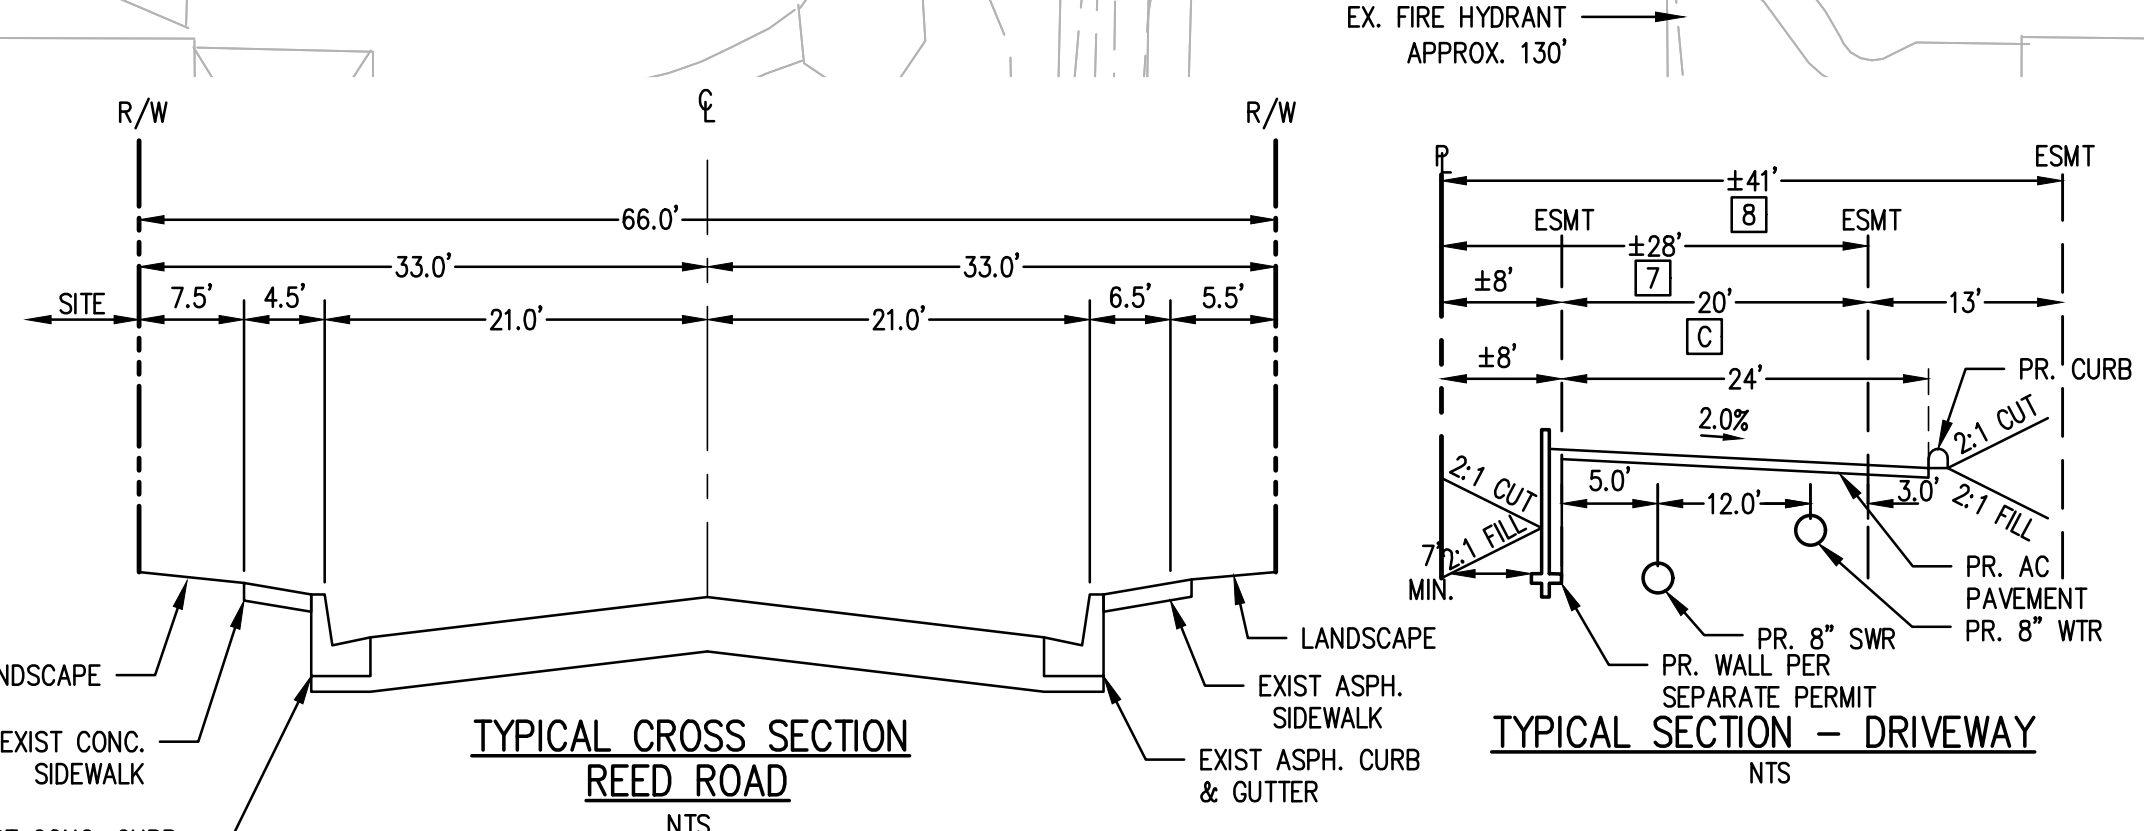 EX. FIRE HYDRANT
APPROX. 130'
R/W
CL
R/W
66.0'
33.0'
33.0'
SITE
7.5'
4.5'
21.0'
21.0'
6.5'
5.5'
NDSCAPE
EXIST CONC.
SIDEWALK
LANDSCAPE
EXIST ASPH.
SIDEWALK
EXIST ASPH. CURB
& GUTTER
TYPICAL CROSS SECTION
REED ROAD
NTS
PL
ESMT
±41'
8
ESMT
ESMT
±28'
7
±8'
20'
13'
C
±8'
24'
PR. CURB
2.0%
2:1 CUT
2:1 FILL
2:1 CUT
2:1 FILL
5.0'
12.0'
3.0'
7'
MIN.
PR. AC
PAVEMENT
PR. 8" WTR
PR. 8" SWR
PR. WALL PER
SEPARATE PERMIT
TYPICAL SECTION - DRIVEWAY
NTS